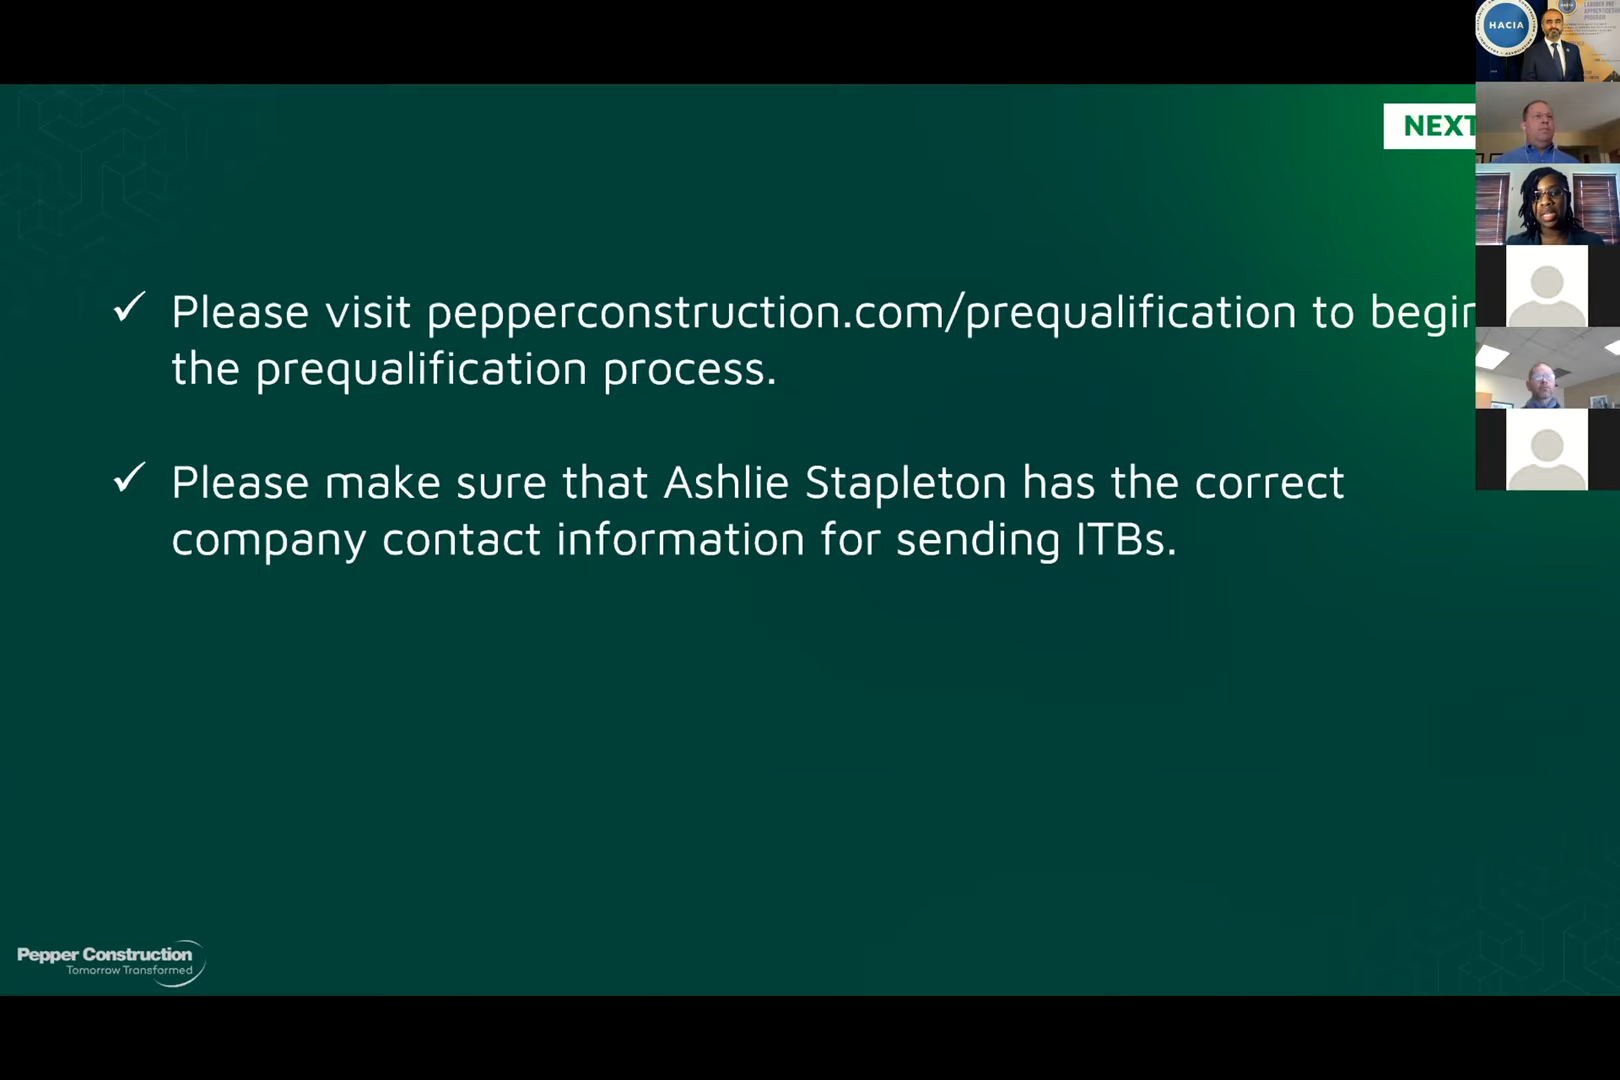 HACIA
NEXT
✓ Please visit pepperconstruction.com/prequalification to begin
the prequalification process.
✓ Please make sure that Ashlie Stapleton has the correct
company contact information for sending ITBs.
Pepper Construction
Tomorrow Transformed